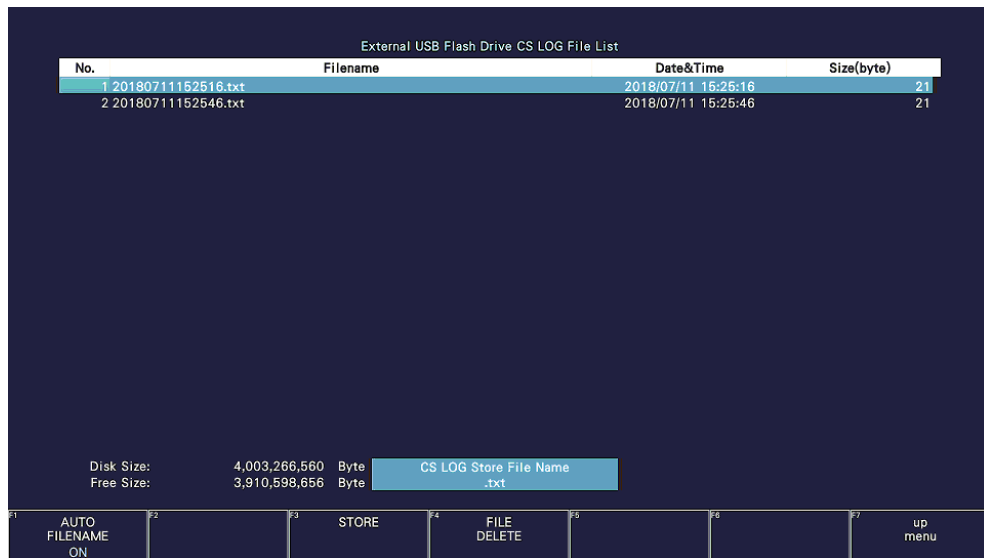 External USB Flash Drive CS LOG File List
No. Filename Date&Time Size(byte)
1 20180711152516.txt 2018/07/11 15:25:16 21
2 20180711152546.txt 2018/07/11 15:25:46 21
Disk Size: 4,003,266,560 Byte
Free Size: 3,910,598,656 Byte
CS LOG Store File Name
.txt
F1 AUTO FILENAME ON
F2
F3 STORE
F4 FILE DELETE
F5
F6
F7 up menu